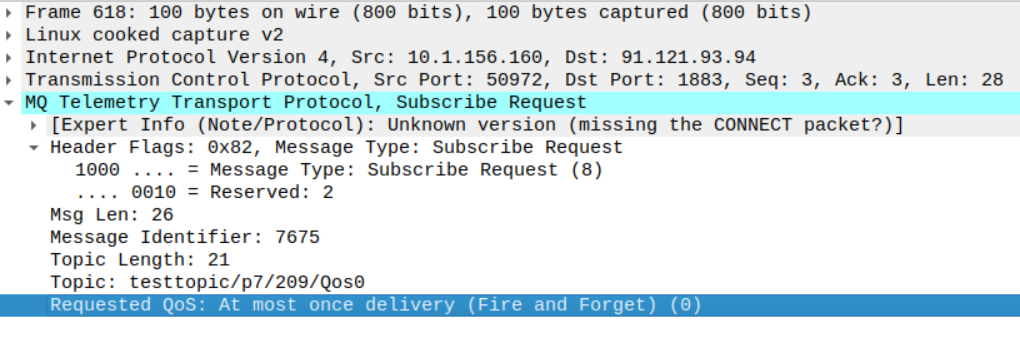 Frame 618: 100 bytes on wire (800 bits), 100 bytes captured (800 bits)
Linux cooked capture v2
Internet Protocol Version 4, Src: 10.1.156.160, Dst: 91.121.93.94
Transmission Control Protocol, Src Port: 50972, Dst Port: 1883, Seq: 3, Ack: 3, Len: 28
MQ Telemetry Transport Protocol, Subscribe Request
[Expert Info (Note/Protocol): Unknown version (missing the CONNECT packet?)]
Header Flags: 0x82, Message Type: Subscribe Request
1000 .... = Message Type: Subscribe Request (8)
.... 0010 = Reserved: 2
Msg Len: 26
Message Identifier: 7675
Topic Length: 21
Topic: testtopic/p7/209/Qos0
Requested QoS: At most once delivery (Fire and Forget) (0)